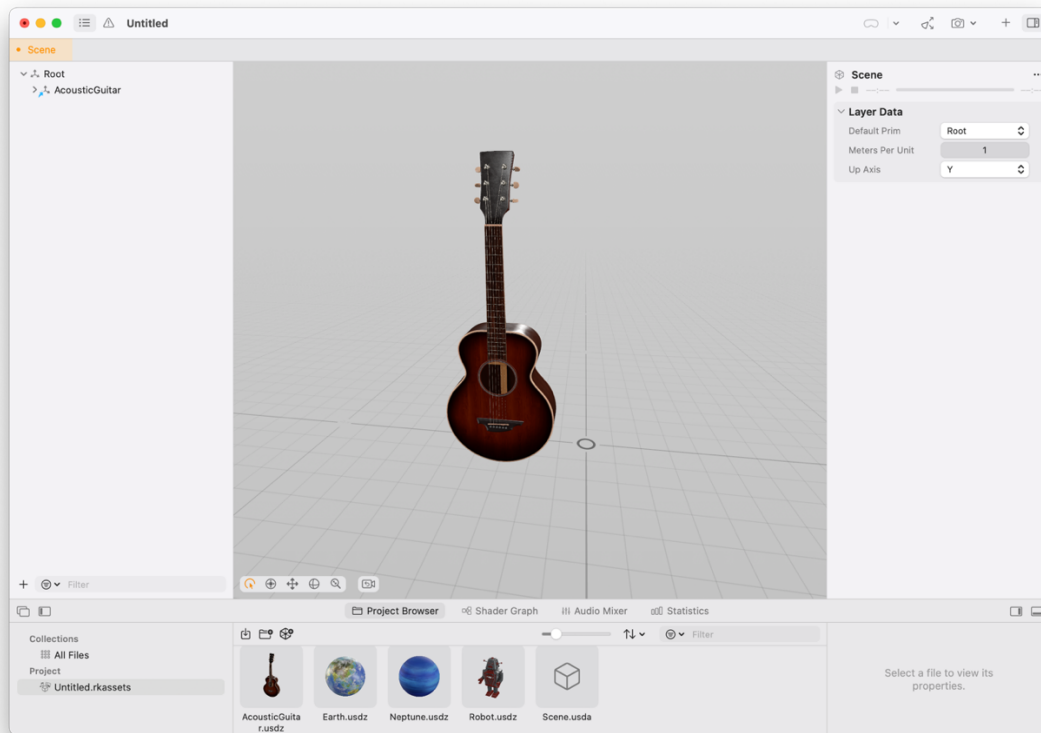 Untitled
Scene
Root
AcousticGuitar
Scene
Layer Data
Default Prim
Root
Meters Per Unit
1
Up Axis
Y
Filter
Project Browser
Shader Graph
Audio Mixer
Statistics
Collections
All Files
Project
Untitled.rkassets
Filter
AcousticGuita
r.usdz
Earth.usdz
Neptune.usdz
Robot.usdz
Scene.usda
Select a file to view its
properties.